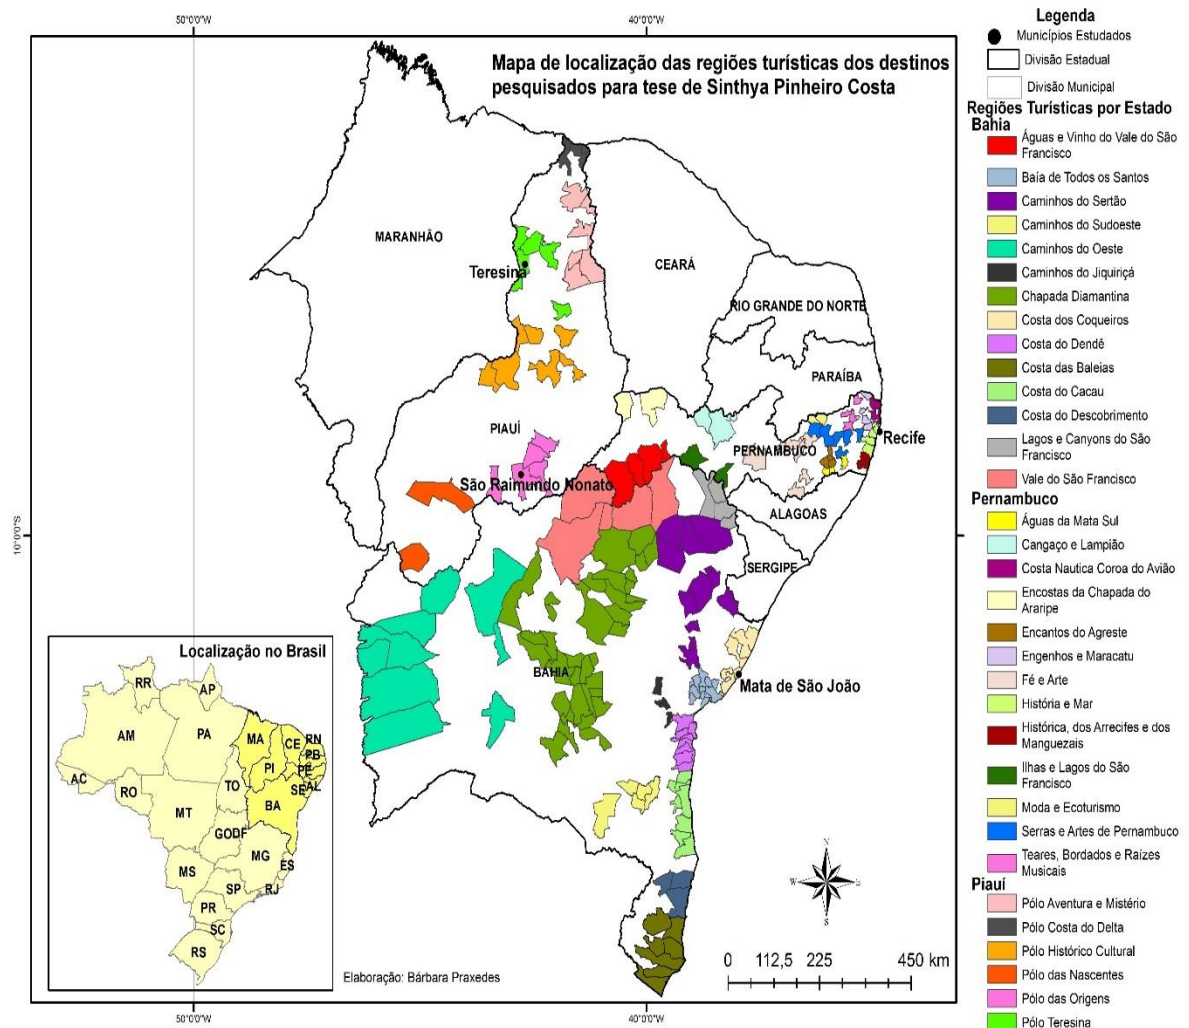 50°0'0"W
40°0'0"W
Mapa de localização das regiões turísticas dos destinos
pesquisados para tese de Sinthya Pinheiro Costa
MARANHÃO
CEARÁ
Teresina
RIO GRANDE DO NORTE
PARAÍBA
PIAUÍ
PERNAMBUCO
Recife
São Raimundo Nonato
ALAGOAS
10°0'0"S
SERGIPE
BAHIA
Mata de São João
Localização no Brasil
RR
AP
AM
PA
MA
CE
RN
PB
PI
PE
AL
SE
AC
RO
TO
BA
MT
GO
DF
MG
ES
MS
SP
RJ
PR
SC
RS
Elaboração: Bárbara Praxedes
N
W
E
S
0 112,5 225 450 km
50°0'0"W
40°0'0"W
Legenda
Municípios Estudados
Divisão Estadual
Divisão Municipal
Regiões Turísticas por Estado
Bahia
Águas e Vinho do Vale do São
Francisco
Baía de Todos os Santos
Caminhos do Sertão
Caminhos do Sudoeste
Caminhos do Oeste
Caminhos do Jiquiriçá
Chapada Diamantina
Costa dos Coqueiros
Costa do Dendê
Costa das Baleias
Costa do Cacau
Costa do Descobrimento
Lagos e Canyons do São
Francisco
Vale do São Francisco
Pernambuco
Águas da Mata Sul
Cangaço e Lampião
Costa Nautica Coroa do Avião
Encostas da Chapada do
Araripe
Encantos do Agreste
Engenhos e Maracatu
Fé e Arte
História e Mar
Histórica, dos Arrecifes e dos
Manguezais
Ilhas e Lagos do São
Francisco
Moda e Ecoturismo
Serras e Artes de Pernambuco
Teares, Bordados e Raízes
Musicais
Piauí
Pólo Aventura e Mistério
Pólo Costa do Delta
Pólo Histórico Cultural
Pólo das Nascentes
Pólo das Origens
Pólo Teresina